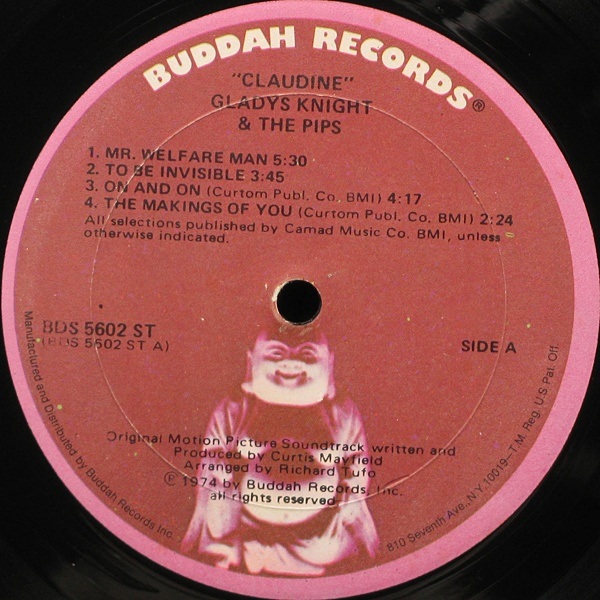 BUDDAH RECORDS®
"CLAUDINE"
GLADYS KNIGHT
& THE PIPS
1. MR. WELFARE MAN 5:30
2. TO BE INVISIBLE 3:45
3. ON AND ON (Curtom Publ. Co. BMI) 4:17
4. THE MAKINGS OF YOU (Curtom Publ. Co. BMI) 2:24
All selections published by Camad Music Co. BMI, unless
otherwise indicated.
BDS 5602 ST
(BDS 5602 ST A)
SIDE A
Original Motion Picture Soundtrack written and
Produced by Curtis Mayfield
Arranged by Richard Tufo
℗ 1974 by Buddah Records, Inc.
all rights reserved
Manufactured and Distributed by Buddah Records Inc.
810 Seventh Ave., N.Y. 10019—T.M. Reg. U.S. Pat. Off.